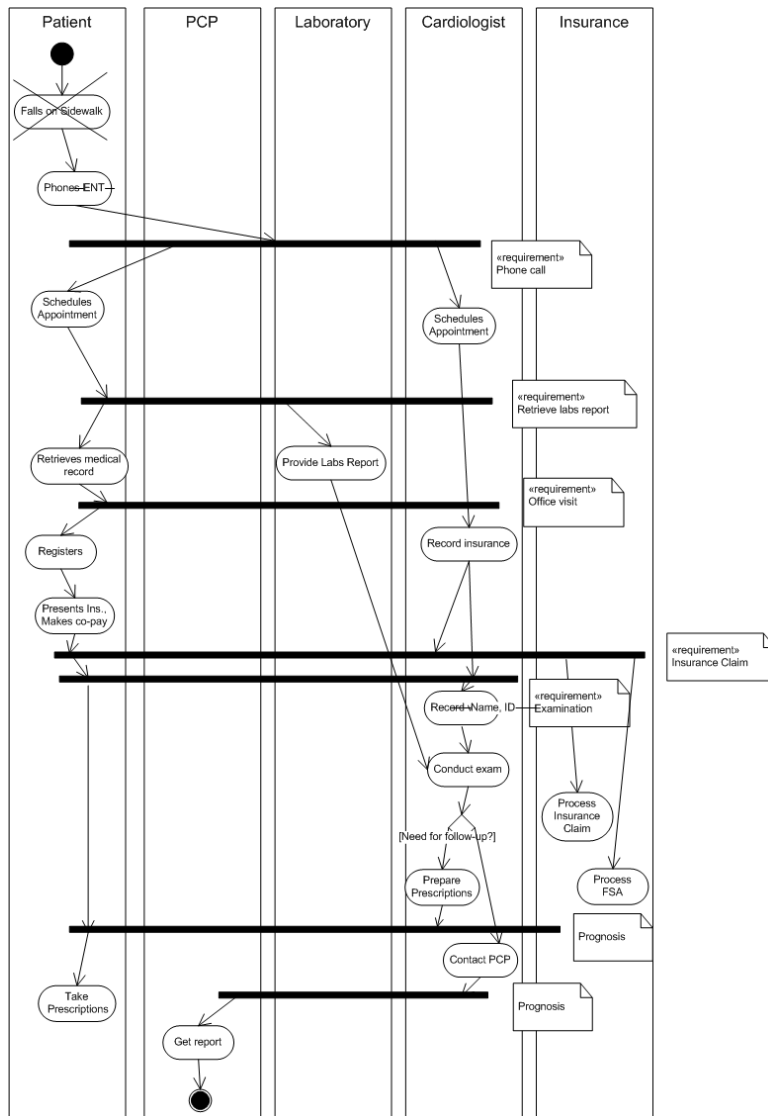 Patient
PCP
Laboratory
Cardiologist
Insurance
Falls on Sidewalk
Phones ENT
«requirement»
Phone call
Schedules
Appointment
Schedules
Appointment
«requirement»
Retrieve labs report
Retrieves medical
record
Provide Labs Report
«requirement»
Office visit
Registers
Record insurance
Presents Ins.,
Makes co-pay
«requirement»
Insurance Claim
Record Name, ID
«requirement»
Examination
Conduct exam
Process
Insurance
Claim
[Need for follow-up?]
Prepare
Prescriptions
Process
FSA
Prognosis
Contact PCP
Take
Prescriptions
Prognosis
Get report